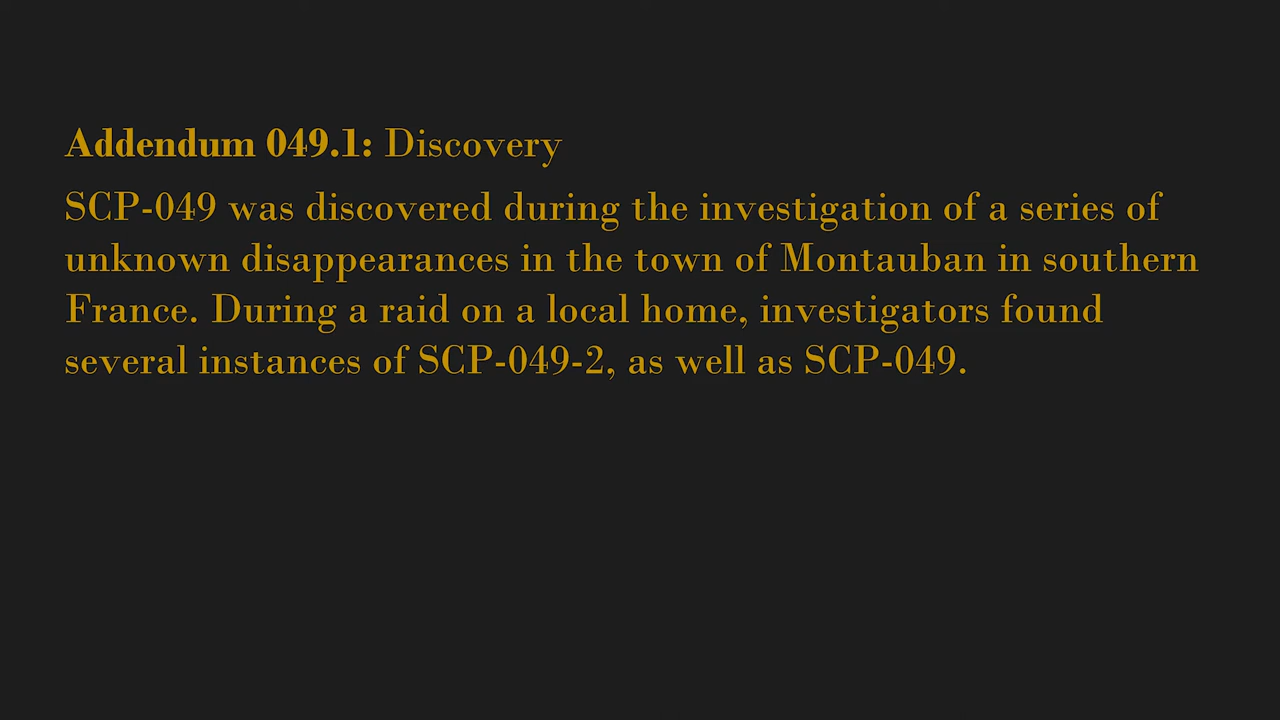 Addendum 049.1: Discovery
SCP-049 was discovered during the investigation of a series of
unknown disappearances in the town of Montauban in southern
France. During a raid on a local home, investigators found
several instances of SCP-049-2, as well as SCP-049.